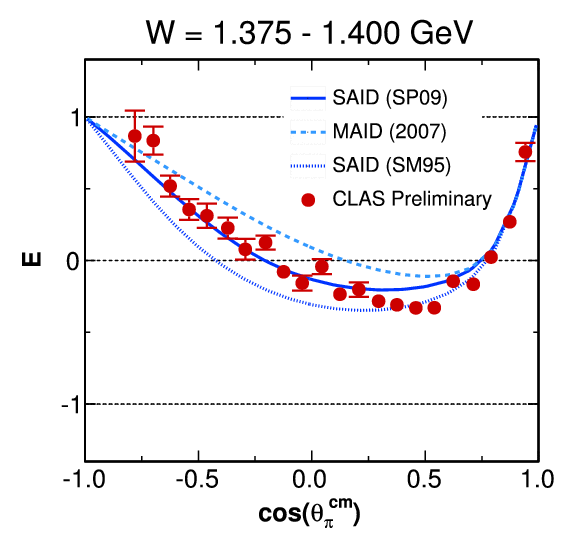 W = 1.375 - 1.400 GeV
SAID (SP09)
MAID (2007)
SAID (SM95)
CLAS Preliminary
1
0
-1
E
-1.0 -0.5 0.0 0.5 1.0
cos(θπcm)